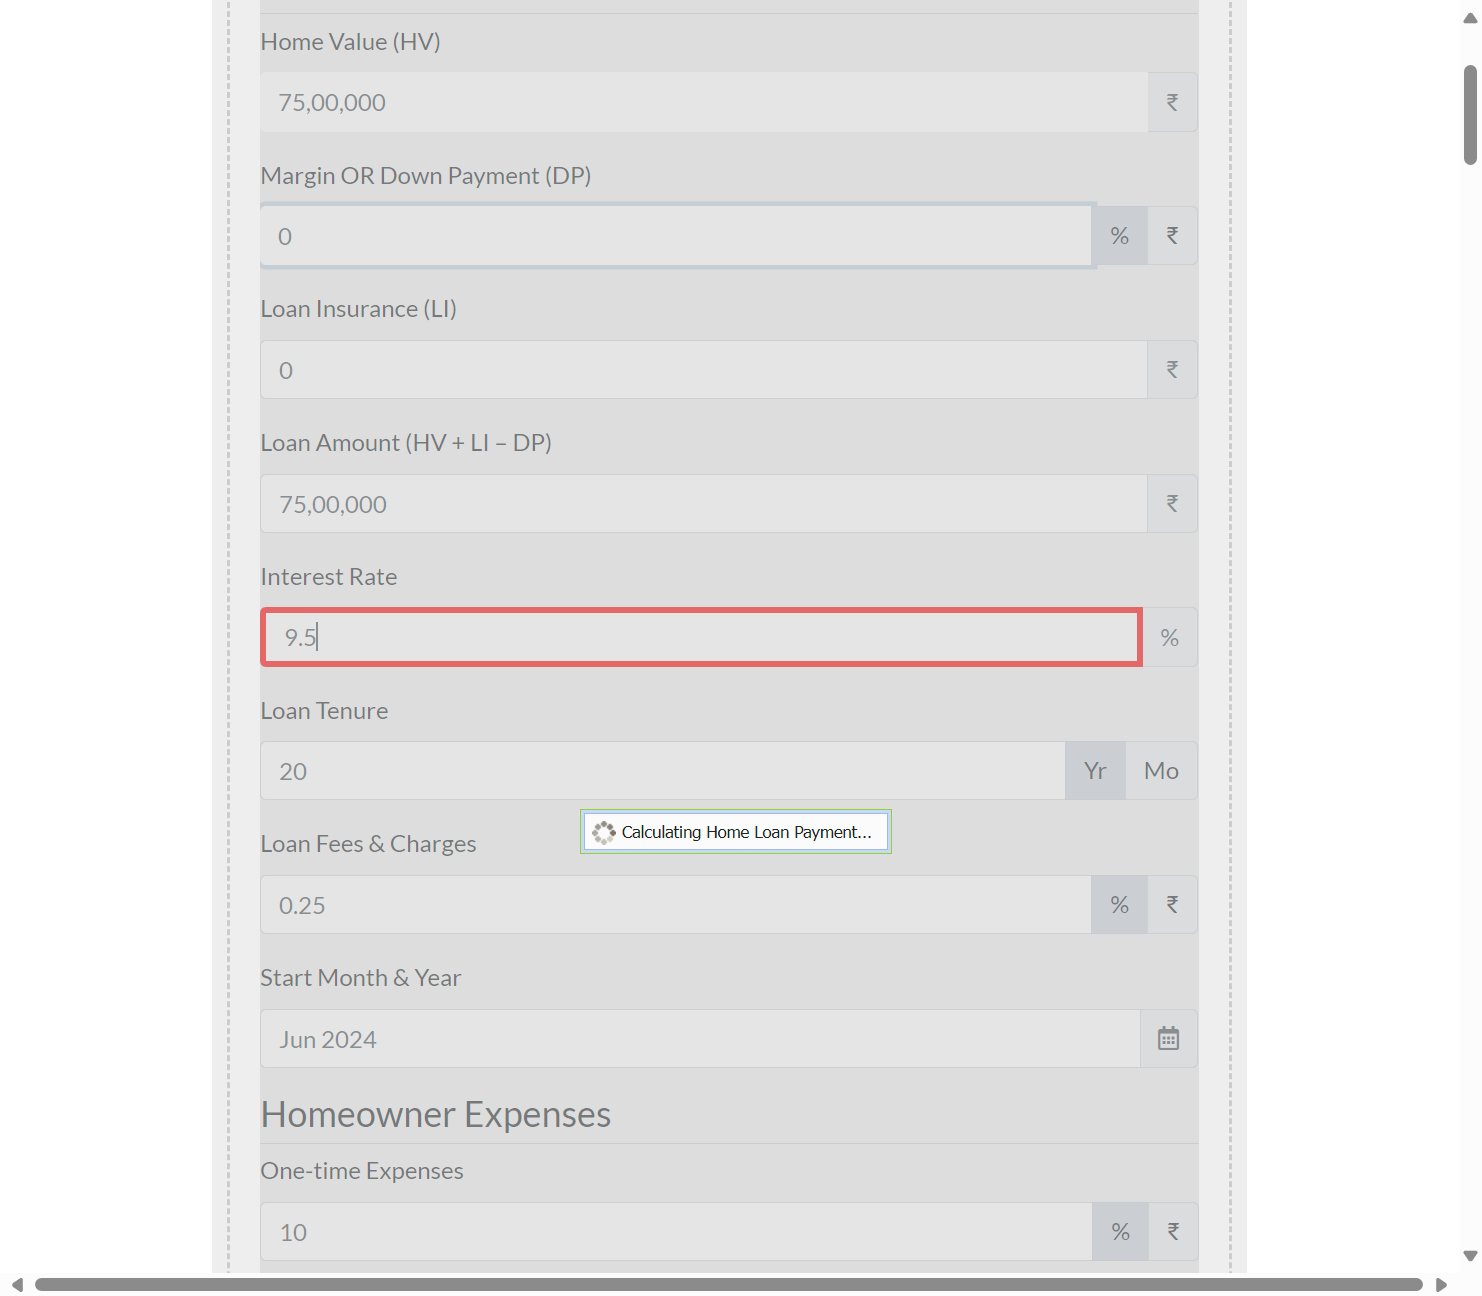 Home Value (HV)
75,00,000 ₹
Margin OR Down Payment (DP)
0 % ₹
Loan Insurance (LI)
0 ₹
Loan Amount (HV + LI – DP)
75,00,000 ₹
Interest Rate
9.5 %
Loan Tenure
20 Yr Mo
Calculating Home Loan Payment...
Loan Fees & Charges
0.25 % ₹
Start Month & Year
Jun 2024
Homeowner Expenses
One-time Expenses
10 % ₹